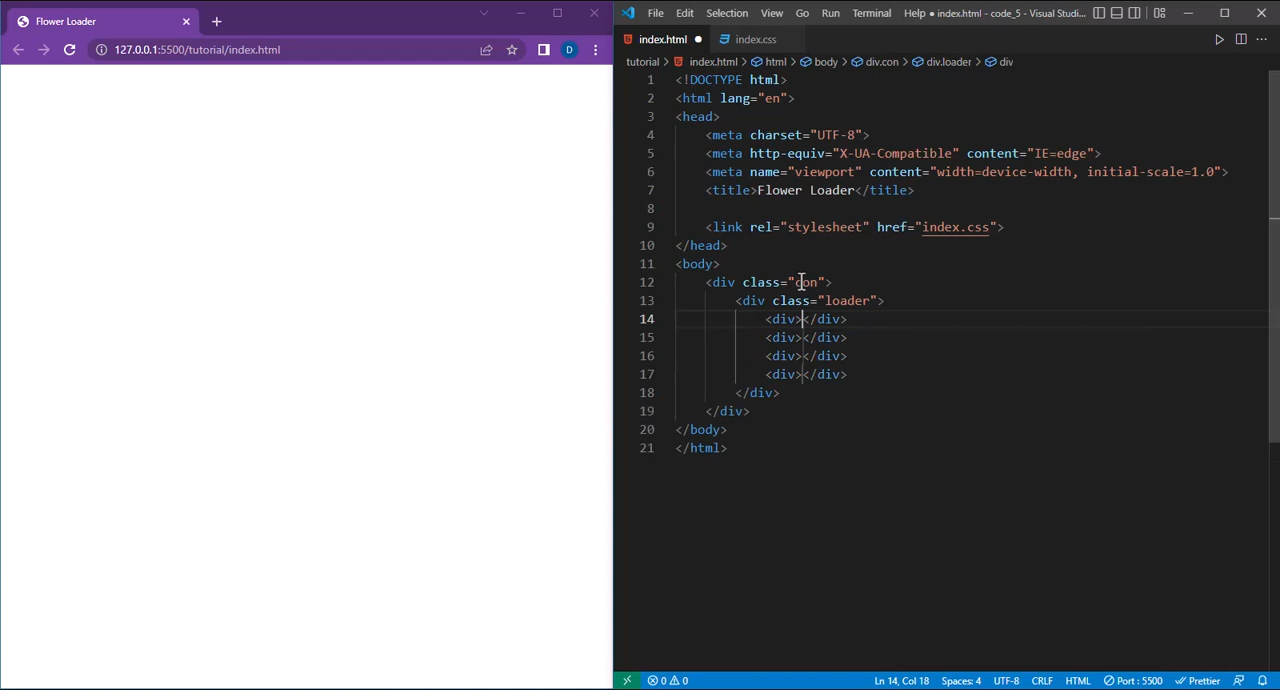 Flower Loader
127.0.0.1:5500/tutorial/index.html
D
File Edit Selection View Go Run Terminal Help
index.html - code_5 - Visual Studi...
index.html
index.css
tutorial > index.html > html > body > div.con > div.loader > div
1 <!DOCTYPE html>
2 <html lang="en">
3 <head>
4 <meta charset="UTF-8">
5 <meta http-equiv="X-UA-Compatible" content="IE=edge">
6 <meta name="viewport" content="width=device-width, initial-scale=1.0">
7 <title>Flower Loader</title>
8
9 <link rel="stylesheet" href="index.css">
10 </head>
11 <body>
12 <div class="con">
13 <div class="loader">
14 <div></div>
15 <div></div>
16 <div></div>
17 <div></div>
18 </div>
19 </div>
20 </body>
21 </html>
0 0 Ln 14, Col 18 Spaces: 4 UTF-8 CRLF HTML Port : 5500 Prettier